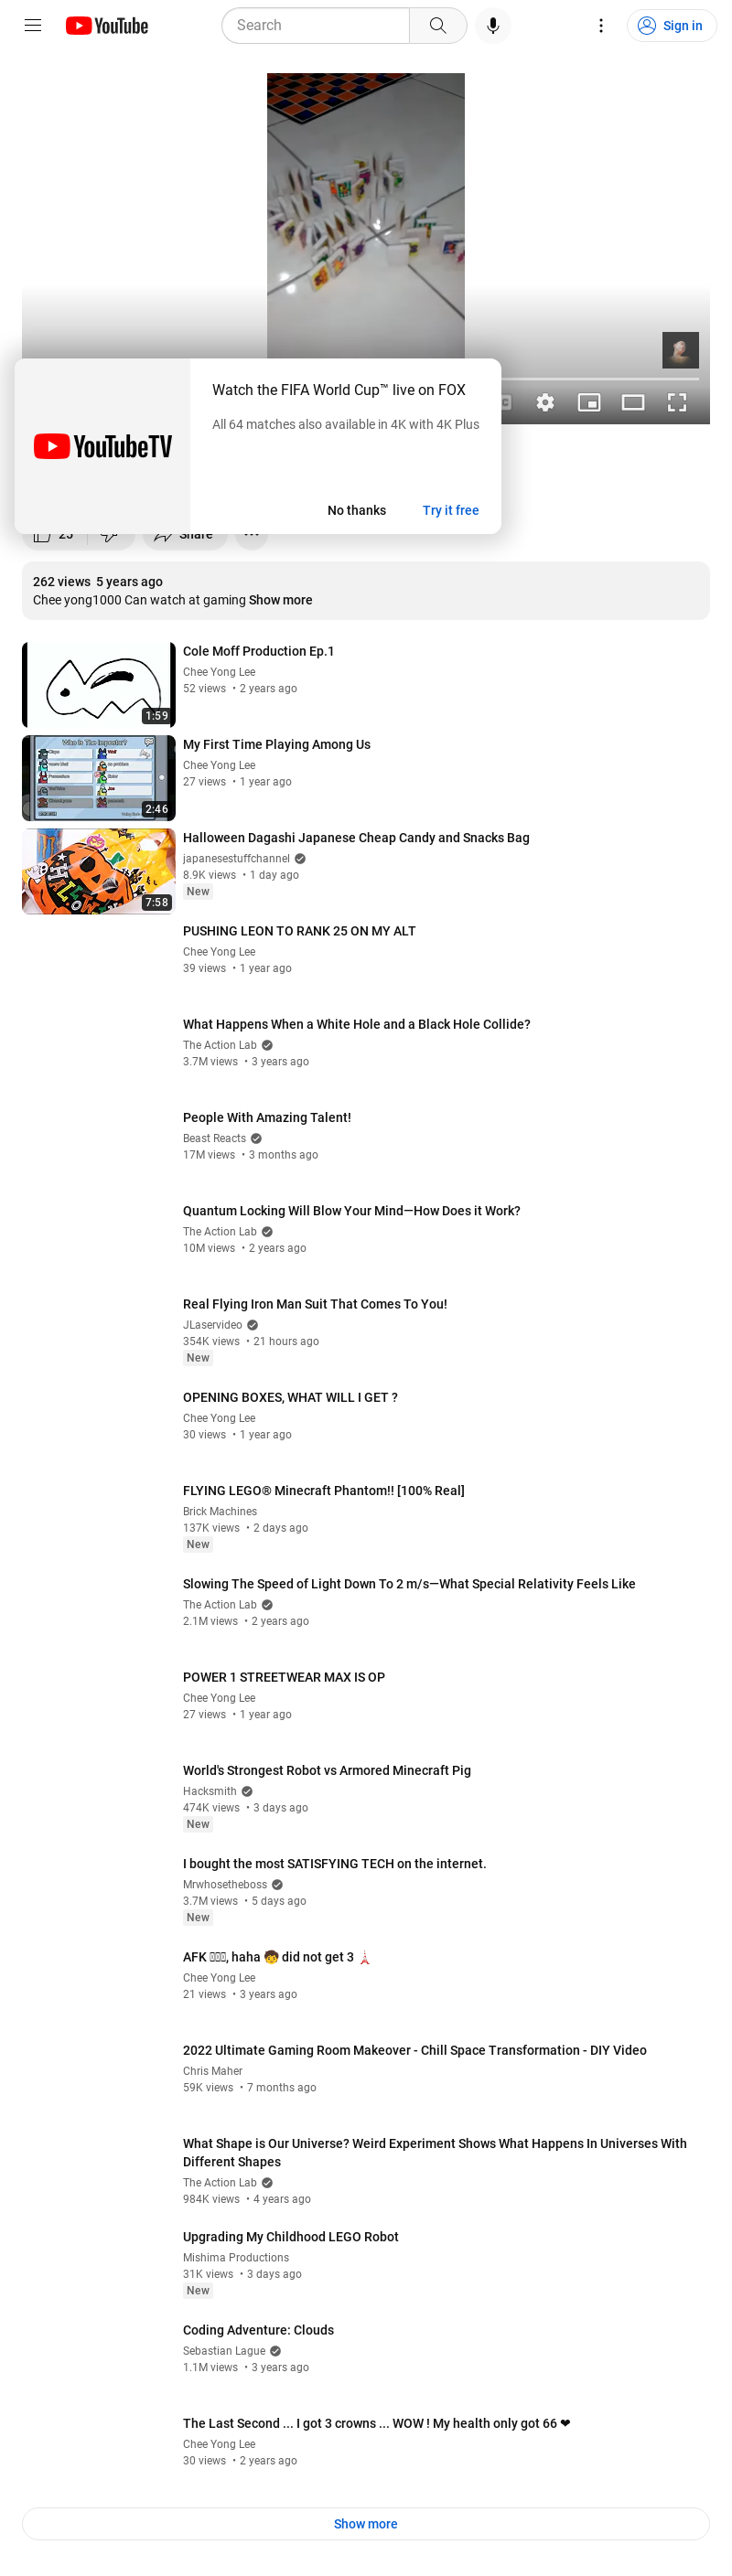 YouTube
Search
Sign in
Watch the FIFA World Cup™ live on FOX
All 64 matches also available in 4K with 4K Plus
YouTubeTV
No thanks
Try it free
25
Share
262 views 5 years ago
Chee yong1000 Can watch at gaming Show more
Cole Moff Production Ep.1
Chee Yong Lee
52 views • 2 years ago
1:59
My First Time Playing Among Us
Chee Yong Lee
27 views • 1 year ago
Who Is The Impostor?
2:46
Halloween Dagashi Japanese Cheap Candy and Snacks Bag
japanesestuffchannel
8.9K views • 1 day ago
New
7:58
PUSHING LEON TO RANK 25 ON MY ALT
Chee Yong Lee
39 views • 1 year ago
What Happens When a White Hole and a Black Hole Collide?
The Action Lab
3.7M views • 3 years ago
People With Amazing Talent!
Beast Reacts
17M views • 3 months ago
Quantum Locking Will Blow Your Mind—How Does it Work?
The Action Lab
10M views • 2 years ago
Real Flying Iron Man Suit That Comes To You!
JLaservideo
354K views • 21 hours ago
New
OPENING BOXES, WHAT WILL I GET ?
Chee Yong Lee
30 views • 1 year ago
FLYING LEGO® Minecraft Phantom!! [100% Real]
Brick Machines
137K views • 2 days ago
New
Slowing The Speed of Light Down To 2 m/s—What Special Relativity Feels Like
The Action Lab
2.1M views • 2 years ago
POWER 1 STREETWEAR MAX IS OP
Chee Yong Lee
27 views • 1 year ago
World's Strongest Robot vs Armored Minecraft Pig
Hacksmith
474K views • 3 days ago
New
I bought the most SATISFYING TECH on the internet.
Mrwhosetheboss
3.7M views • 5 days ago
New
AFK , haha 🧒 did not get 3 🗼
Chee Yong Lee
21 views • 3 years ago
2022 Ultimate Gaming Room Makeover - Chill Space Transformation - DIY Video
Chris Maher
59K views • 7 months ago
What Shape is Our Universe? Weird Experiment Shows What Happens In Universes With
Different Shapes
The Action Lab
984K views • 4 years ago
Upgrading My Childhood LEGO Robot
Mishima Productions
31K views • 3 days ago
New
Coding Adventure: Clouds
Sebastian Lague
1.1M views • 3 years ago
The Last Second ... I got 3 crowns ... WOW ! My health only got 66 ❤
Chee Yong Lee
30 views • 2 years ago
Show more